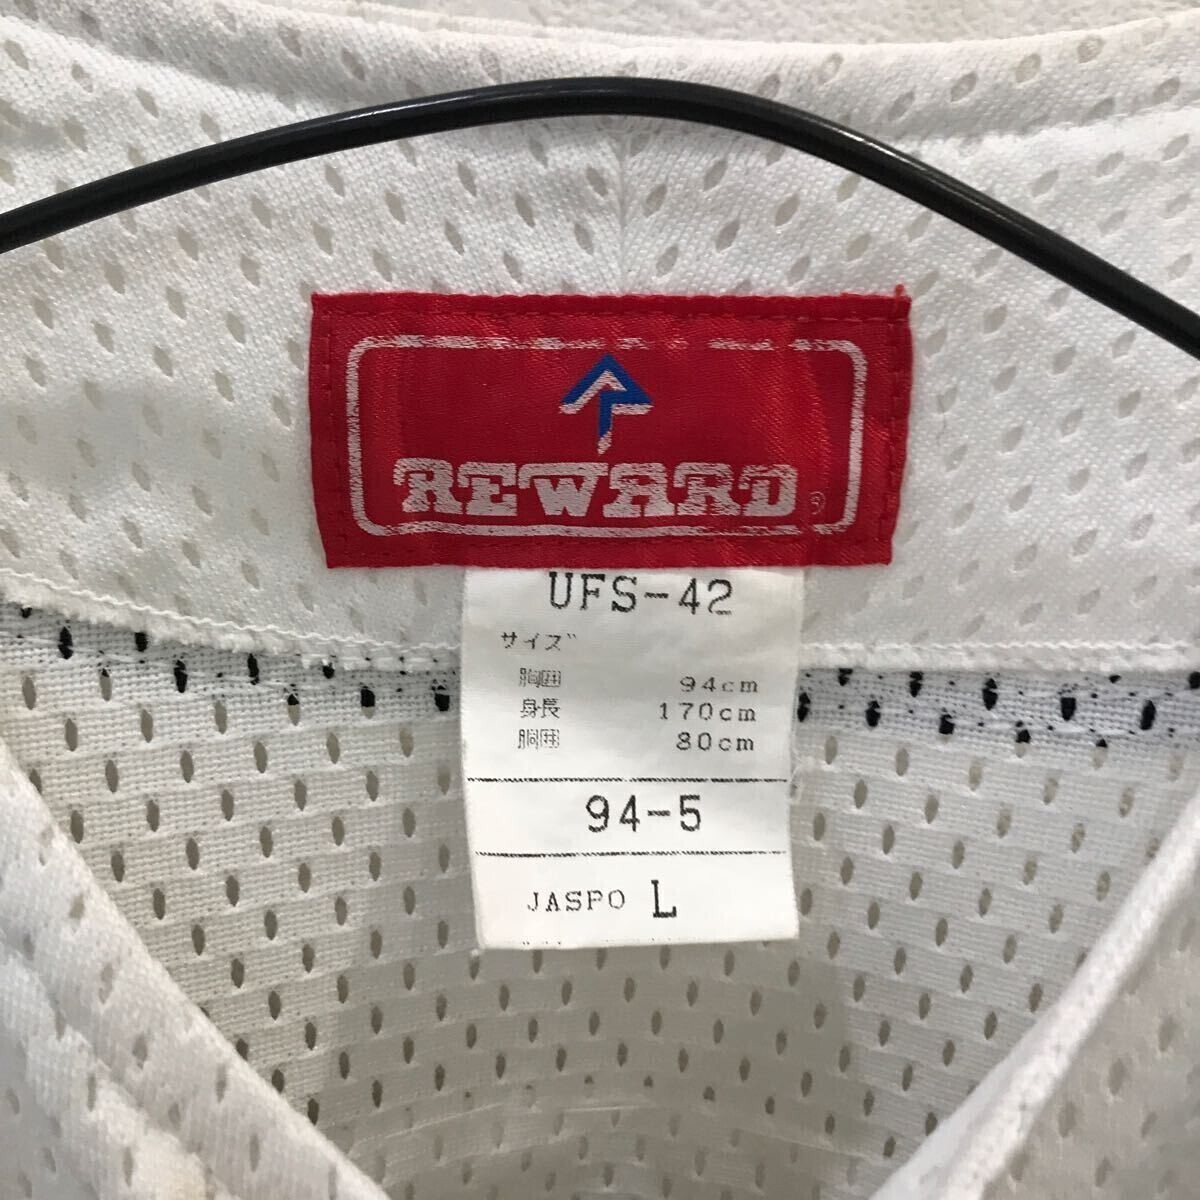 REWARD ®
UFS-42
サイズ
胸囲 94cm
身長 170cm
胴囲 80cm
94-5
JASPO L